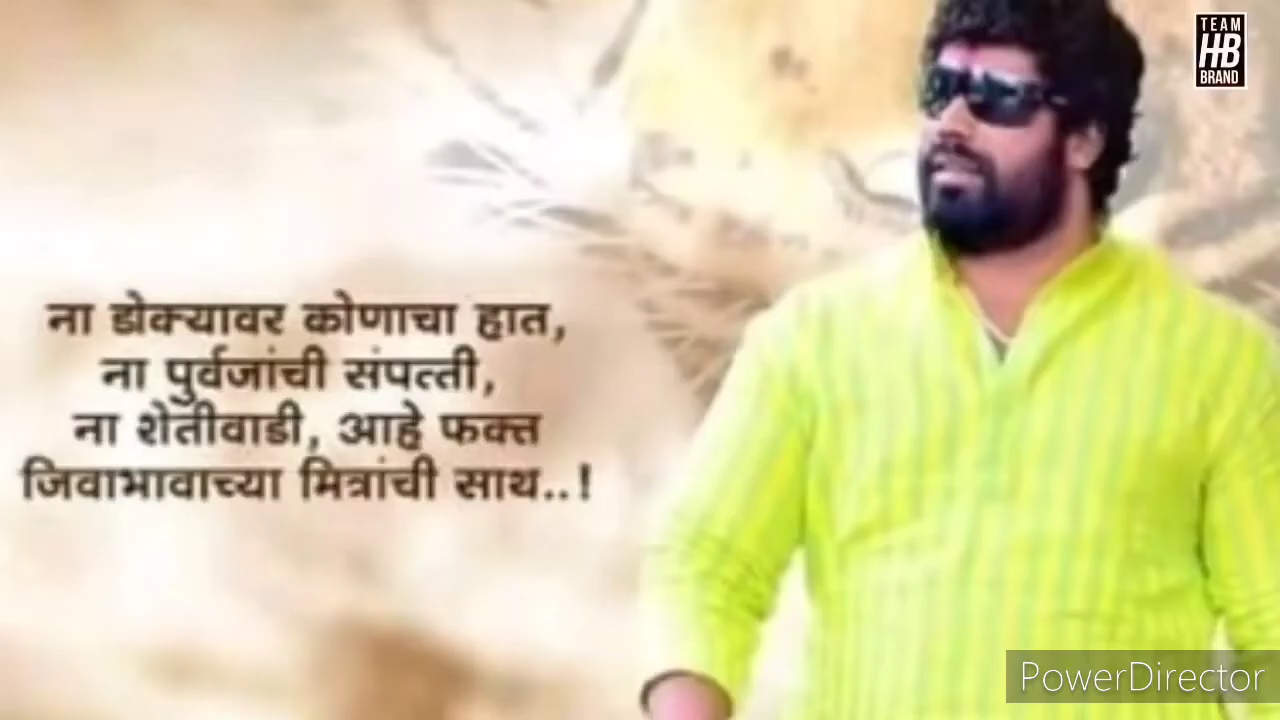 TEAM
HB
BRAND
ना डोक्यावर कोणाचा हात,
ना पुर्वजांची संपत्ती,
ना शेतीवाडी, आहे फक्त
जिवाभावाच्या मित्रांची साथ..!
PowerDirector